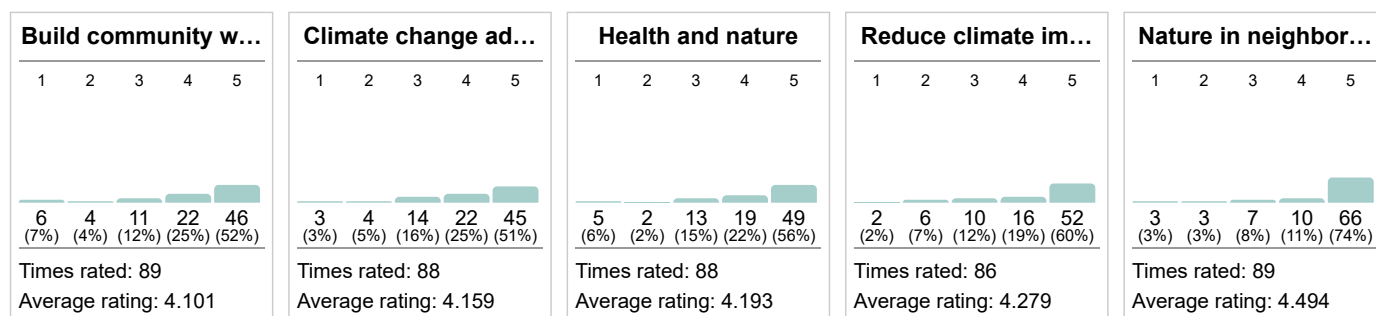 Build community w...
1 2 3 4 5
6 4 11 22 46
(7%) (4%) (12%) (25%) (52%)
Times rated: 89
Average rating: 4.101
Climate change ad...
1 2 3 4 5
3 4 14 22 45
(3%) (5%) (16%) (25%) (51%)
Times rated: 88
Average rating: 4.159
Health and nature
1 2 3 4 5
5 2 13 19 49
(6%) (2%) (15%) (22%) (56%)
Times rated: 88
Average rating: 4.193
Reduce climate im...
1 2 3 4 5
2 6 10 16 52
(2%) (7%) (12%) (19%) (60%)
Times rated: 86
Average rating: 4.279
Nature in neighbor...
1 2 3 4 5
3 3 7 10 66
(3%) (3%) (8%) (11%) (74%)
Times rated: 89
Average rating: 4.494